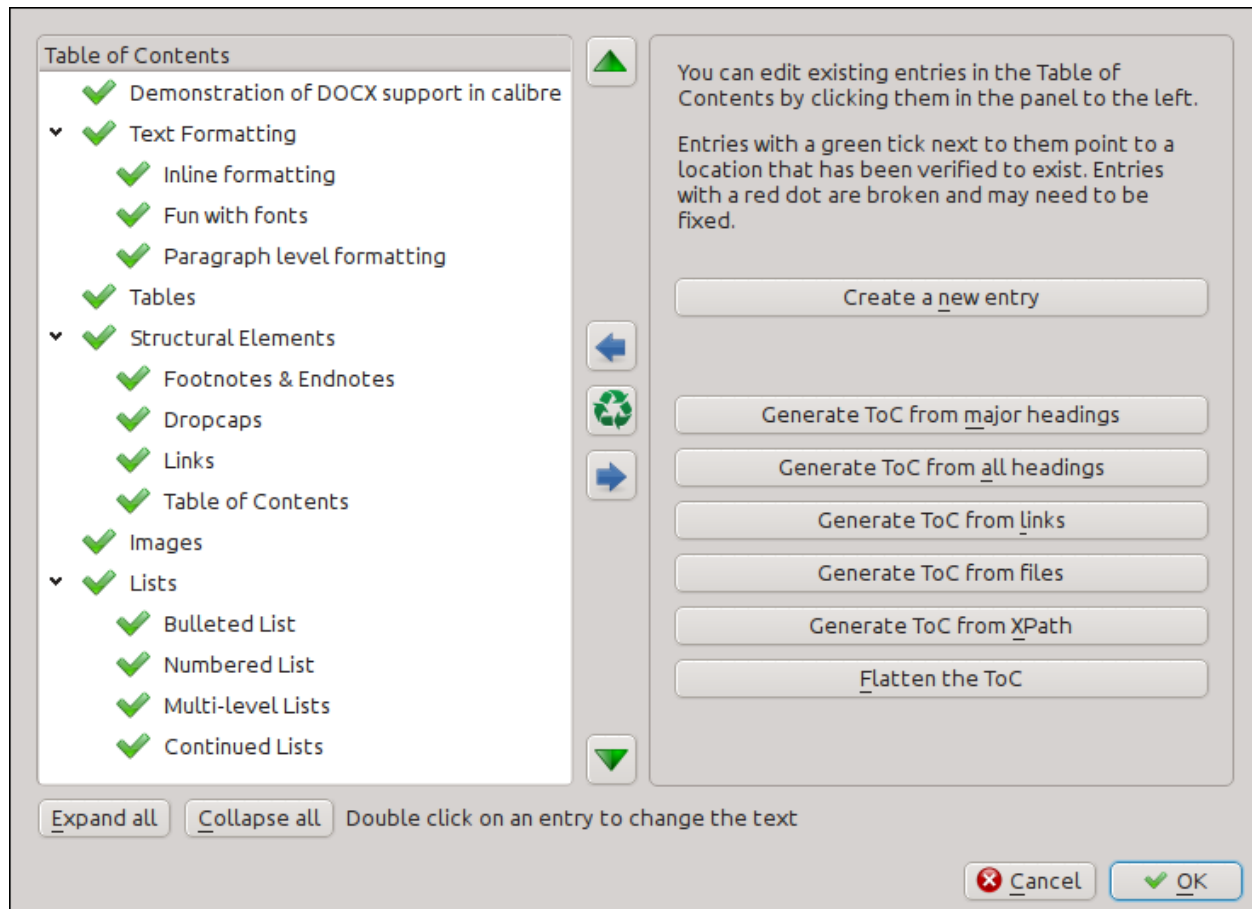 Table of Contents
Demonstration of DOCX support in calibre
Text Formatting
Inline formatting
Fun with fonts
Paragraph level formatting
Tables
Structural Elements
Footnotes & Endnotes
Dropcaps
Links
Table of Contents
Images
Lists
Bulleted List
Numbered List
Multi-level Lists
Continued Lists
You can edit existing entries in the Table of
Contents by clicking them in the panel to the left.
Entries with a green tick next to them point to a
location that has been verified to exist. Entries
with a red dot are broken and may need to be
fixed.
Create a new entry
Generate ToC from major headings
Generate ToC from all headings
Generate ToC from links
Generate ToC from files
Generate ToC from XPath
Flatten the ToC
Expand all
Collapse all
Double click on an entry to change the text
Cancel
OK